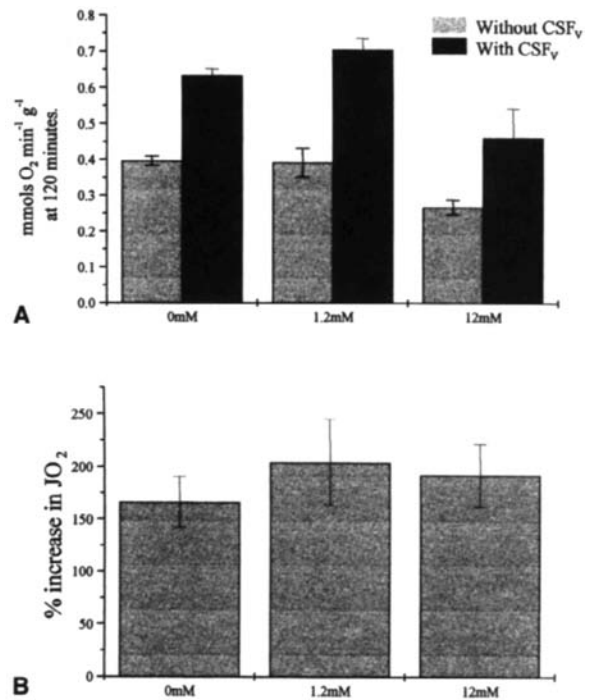 Without CSFᵥ
With CSFᵥ
mmols O₂ min⁻¹ g⁻¹
at 120 minutes.
0.8
0.7
0.6
0.5
0.4
0.3
0.2
0.1
0.0
0mM
1.2mM
12mM
A
% increase in JO₂
250
200
150
100
50
0
0mM
1.2mM
12mM
B